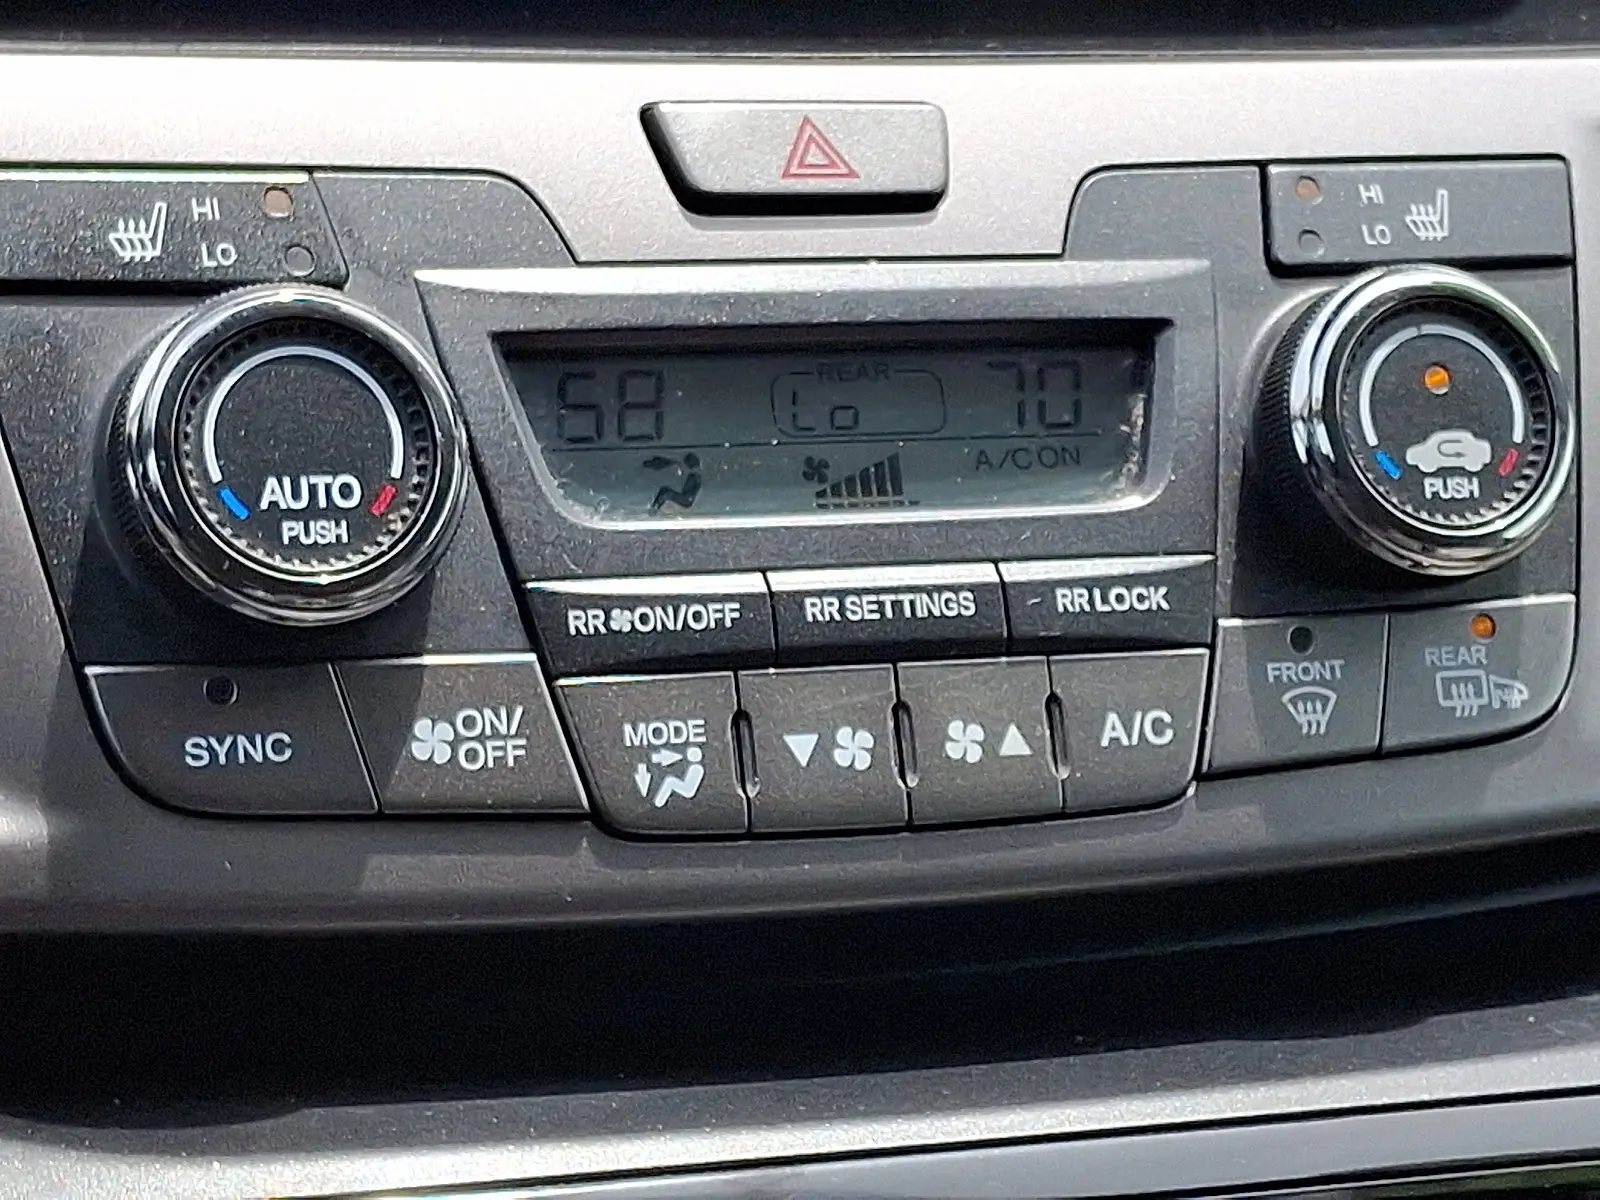 HI
LO
HI
LO
68
REAR
Lo
70
A/C ON
AUTO
PUSH
PUSH
RR ON/OFF
RR SETTINGS
RR LOCK
SYNC
ON/
OFF
MODE
A/C
FRONT
REAR